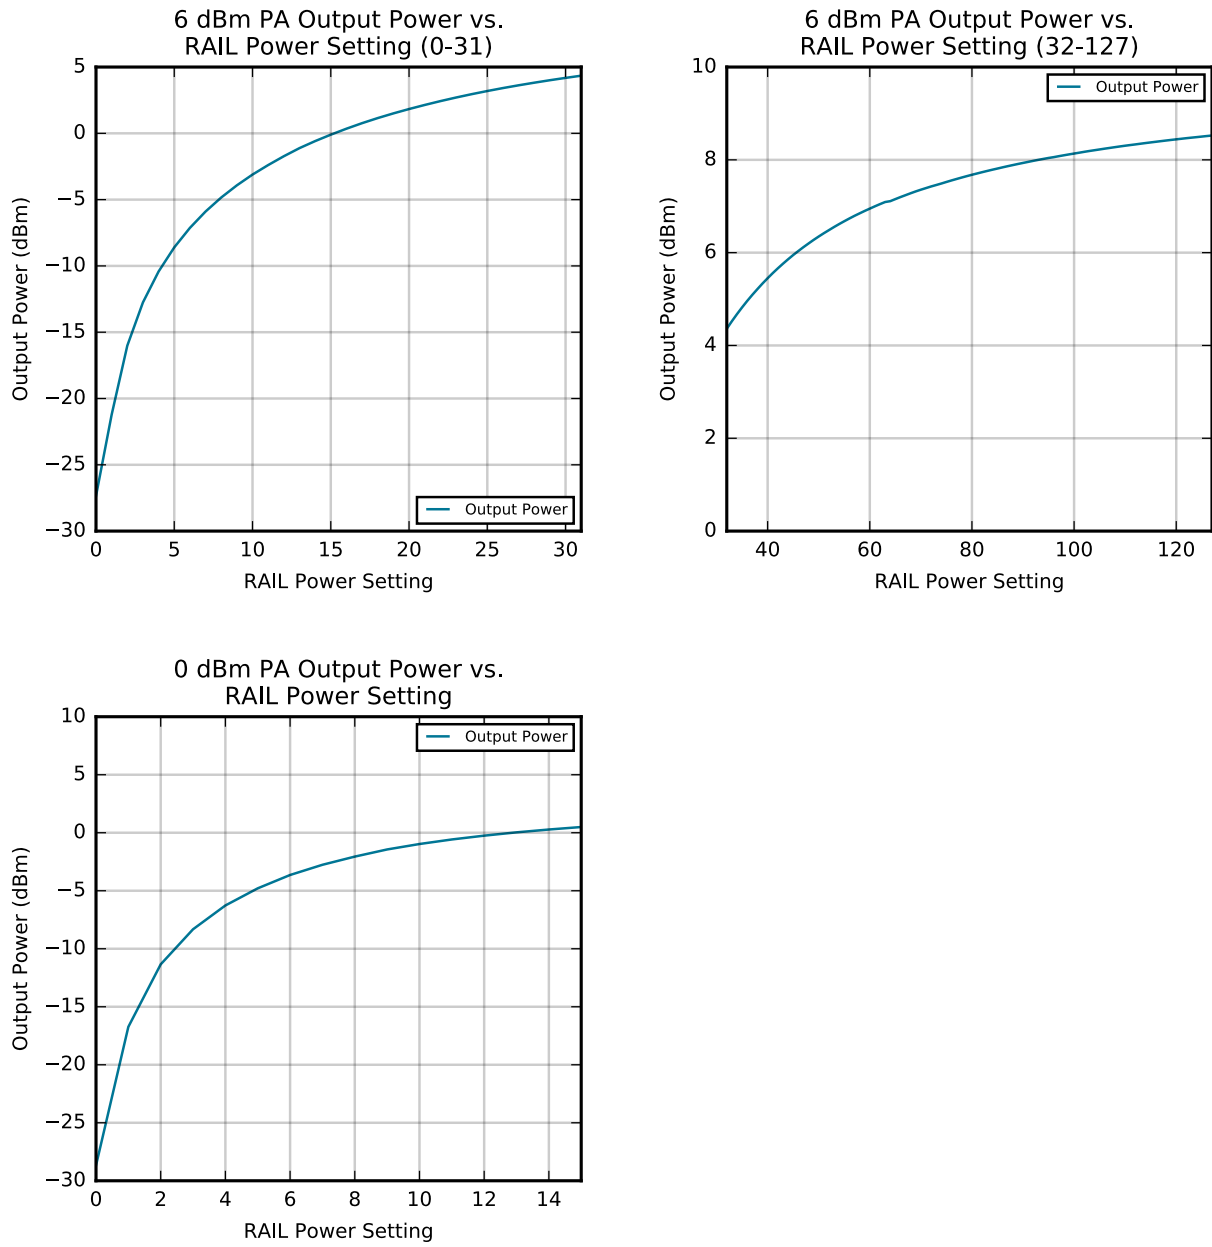 6 dBm PA Output Power vs.
RAIL Power Setting (0-31)
Output Power (dBm)
5
0
−5
−10
−15
−20
−25
−30
Output Power
0 5 10 15 20 25 30
RAIL Power Setting
6 dBm PA Output Power vs.
RAIL Power Setting (32-127)
Output Power (dBm)
10
8
6
4
2
0
Output Power
40 60 80 100 120
RAIL Power Setting
0 dBm PA Output Power vs.
RAIL Power Setting
Output Power (dBm)
10
5
0
−5
−10
−15
−20
−25
−30
Output Power
0 2 4 6 8 10 12 14
RAIL Power Setting